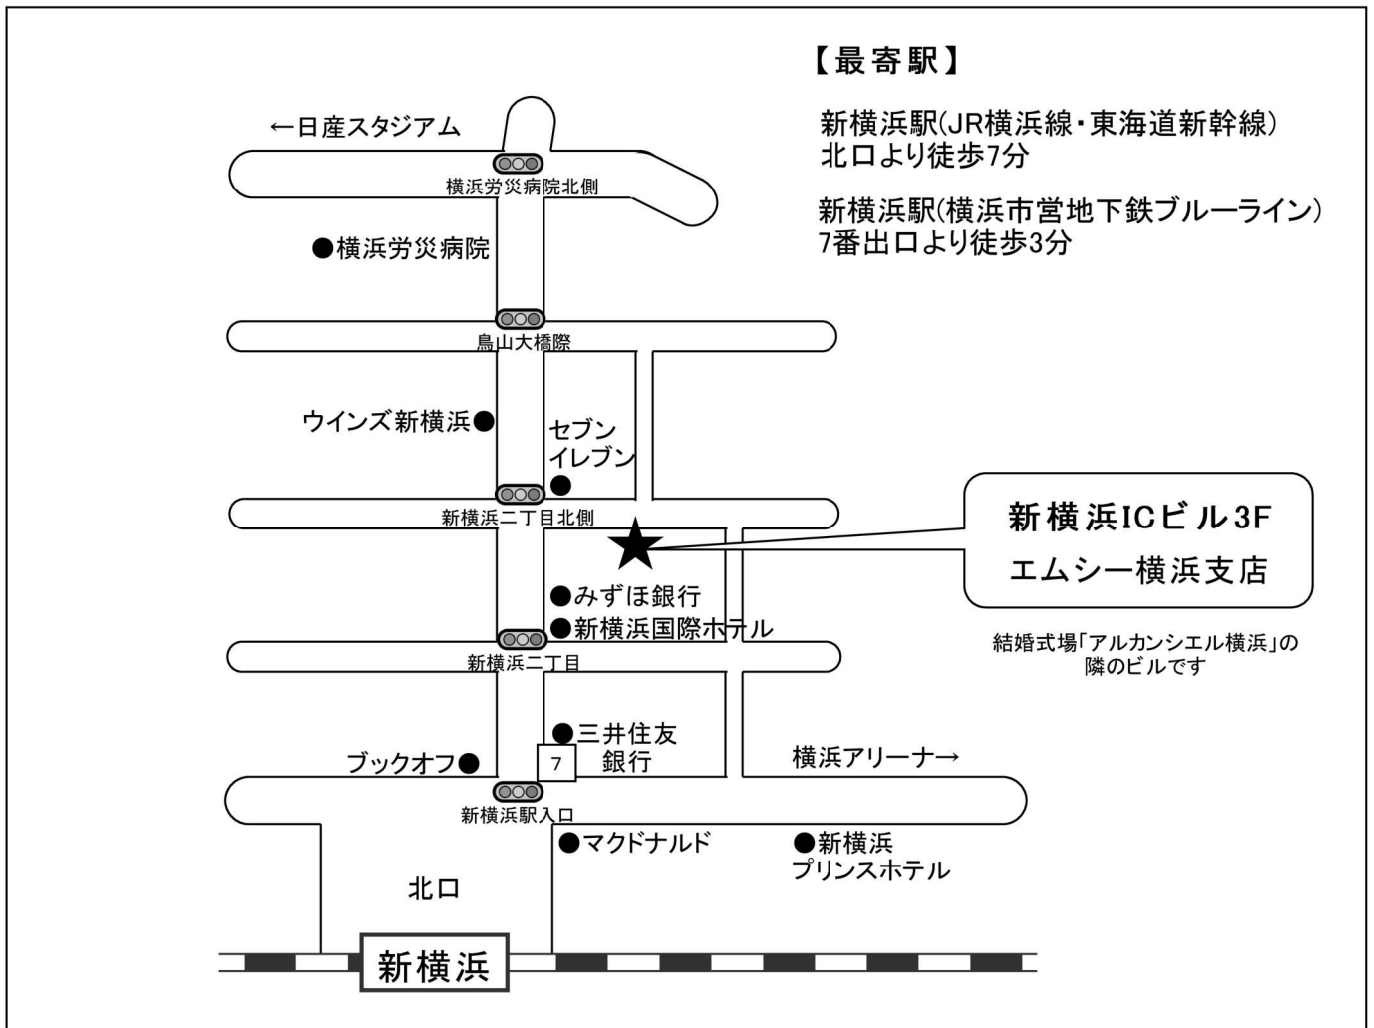 【最寄駅】
新横浜駅(JR横浜線・東海道新幹線)
北口より徒歩7分
新横浜駅(横浜市営地下鉄ブルーライン)
7番出口より徒歩3分
←日産スタジアム
横浜労災病院北側
●横浜労災病院
鳥山大橋際
ウインズ新横浜●
セブン
イレブン
●
新横浜二丁目北側
★
新横浜ICビル3F
エムシー横浜支店
結婚式場「アルカンシエル横浜」の
隣のビルです
●みずほ銀行
●新横浜国際ホテル
新横浜二丁目
●三井住友
銀行
ブックオフ●
7
横浜アリーナ→
新横浜駅入口
●マクドナルド
●新横浜
プリンスホテル
北口
新横浜